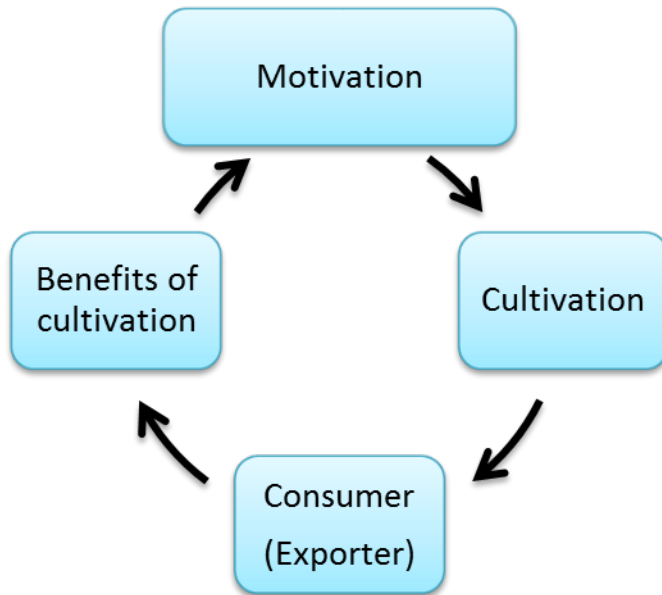 Motivation
Cultivation
Consumer
(Exporter)
Benefits of
cultivation